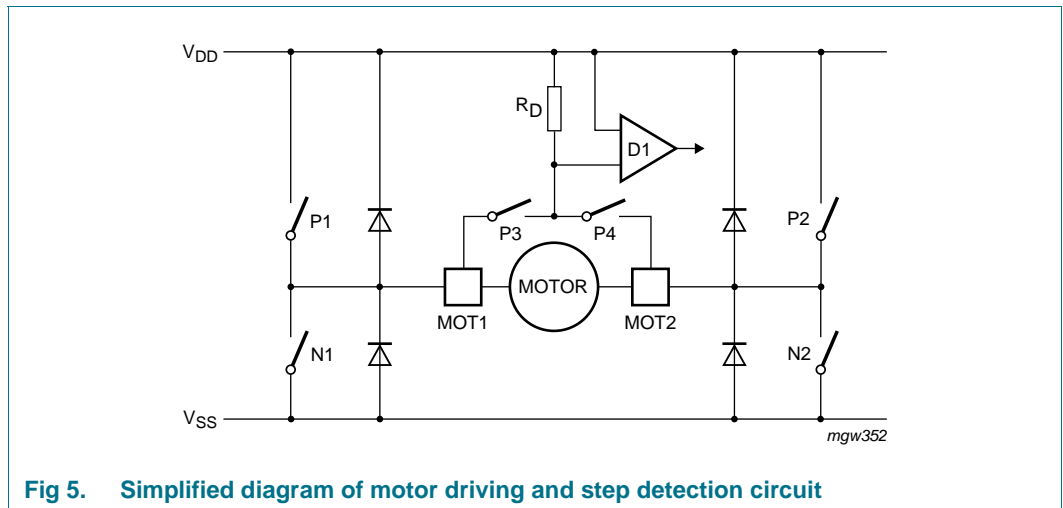 VDD
RD
D1
P1
P3
P4
P2
MOTOR
MOT1
MOT2
N1
N2
VSS
mgw352
Fig 5. Simplified diagram of motor driving and step detection circuit